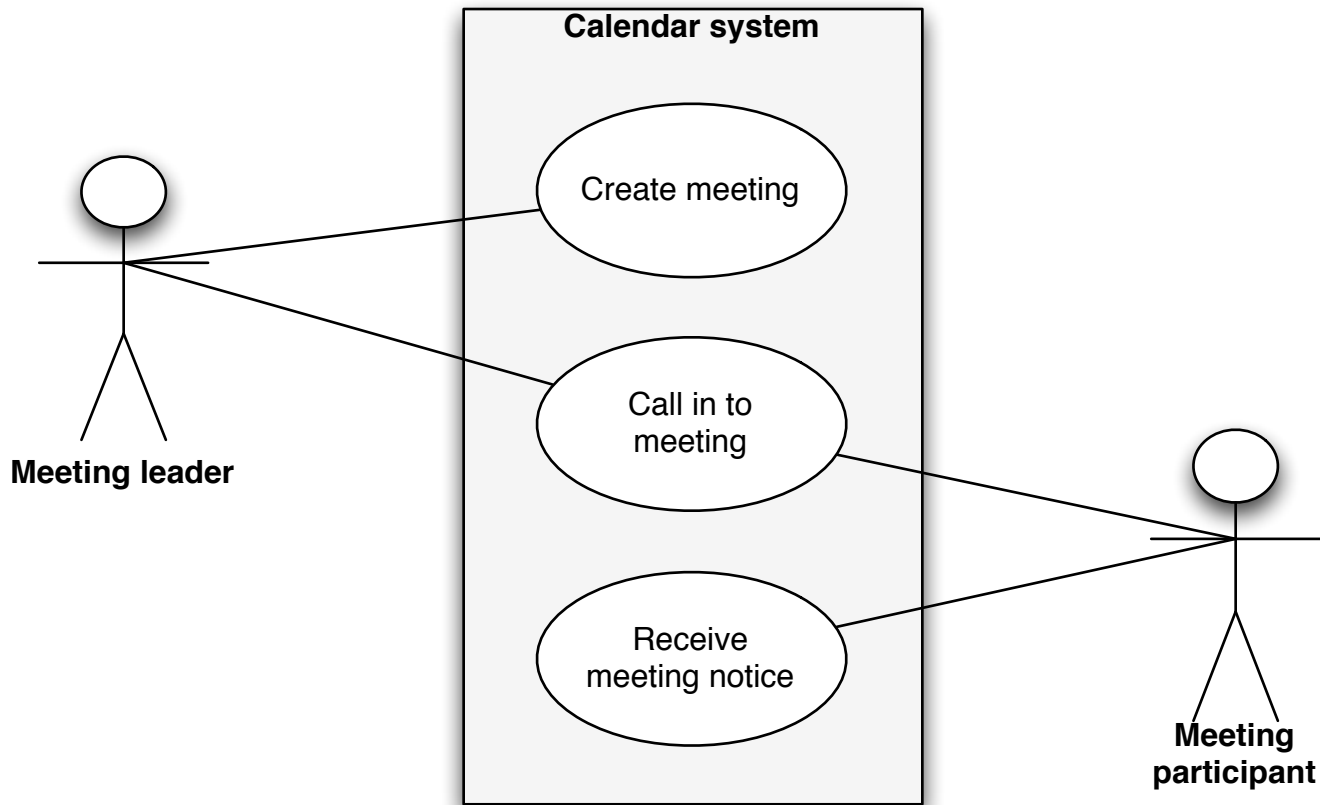 Calendar system
Create meeting
Call in to
meeting
Meeting leader
Receive
meeting notice
Meeting
participant